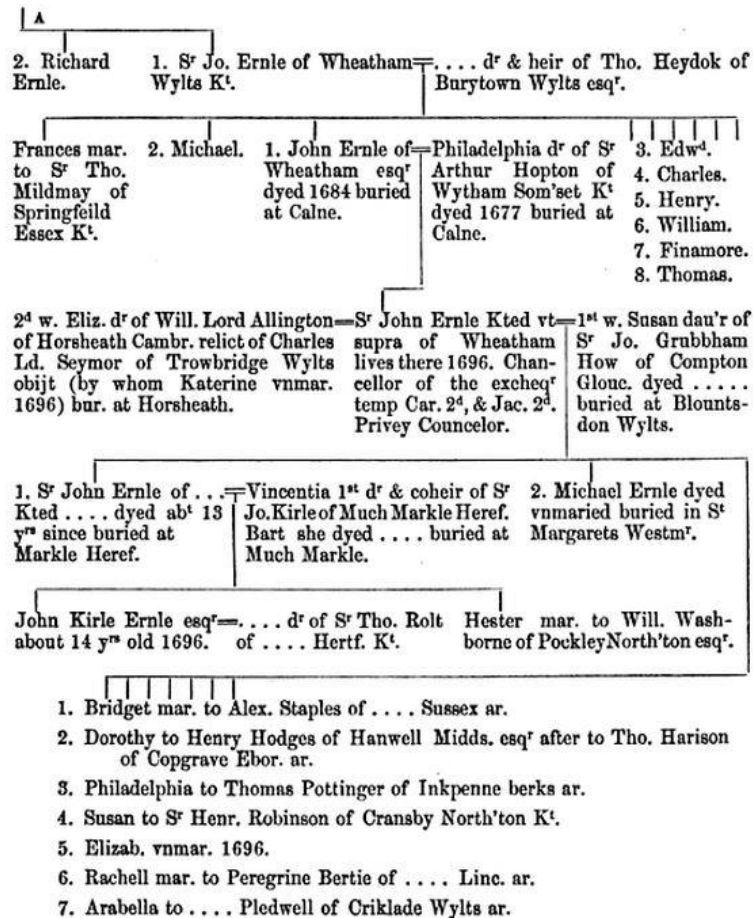 A
2. Richard Ernle.
1. Sʳ Jo. Ernle of Wheatham Wylts Kᵗ.
. . . . dʳ & heir of Tho. Heydok of Burytown Wylts esqʳ.
Frances mar. to Sʳ Tho. Mildmay of Springfeild Essex Kᵗ.
2. Michael.
1. John Ernle of Wheatham esqʳ dyed 1684 buried at Calne.
Philadelphia dʳ of Sʳ Arthur Hopton of Wytham Som'set Kᵗ dyed 1677 buried at Calne.
3. Edwᵈ.
4. Charles.
5. Henry.
6. William.
7. Finamore.
8. Thomas.
2ᵈ w. Eliz. dʳ of Will. Lord Allington
of Horsheath Cambr. relict of Charles
Ld. Seymor of Trowbridge Wylts
obijt (by whom Katerine vnmar.
1696) bur. at Horsheath.
Sʳ John Ernle Kted vt
supra of Wheatham
lives there 1696. Chan-
cellor of the excheqʳ
temp Car. 2ᵈ, & Jac. 2ᵈ.
Privey Councelor.
1ˢᵗ w. Susan dau'r of
Sʳ Jo. Grubbham
How of Compton
Glouc. dyed . . . . .
buried at Blounts-
don Wylts.
1. Sʳ John Ernle of . . .
Kted . . . . dyed abᵗ 13
yʳˢ since buried at
Markle Heref.
Vincentia 1ˢᵗ dʳ & coheir of Sʳ
Jo. Kirle of Much Markle Heref.
Bart she dyed . . . . buried at
Much Markle.
2. Michael Ernle dyed
vnmaried buried in Sᵗ
Margarets Westmʳ.
John Kirle Ernle esqʳ
about 14 yʳˢ old 1696.
. . . . dʳ of Sʳ Tho. Rolt
of . . . . Hertf. Kᵗ.
Hester mar. to Will. Wash-
borne of Pockley North'ton esqʳ.
1. Bridget mar. to Alex. Staples of . . . . Sussex ar.
2. Dorothy to Henry Hodges of Hanwell Midds. esqʳ after to Tho. Harison
of Copgrave Ebor. ar.
3. Philadelphia to Thomas Pottinger of Inkpenne berks ar.
4. Susan to Sʳ Henr. Robinson of Cransby North'ton Kᵗ.
5. Elizab. vnmar. 1696.
6. Rachell mar. to Peregrine Bertie of . . . . Linc. ar.
7. Arabella to . . . . Pledwell of Criklade Wylts ar.